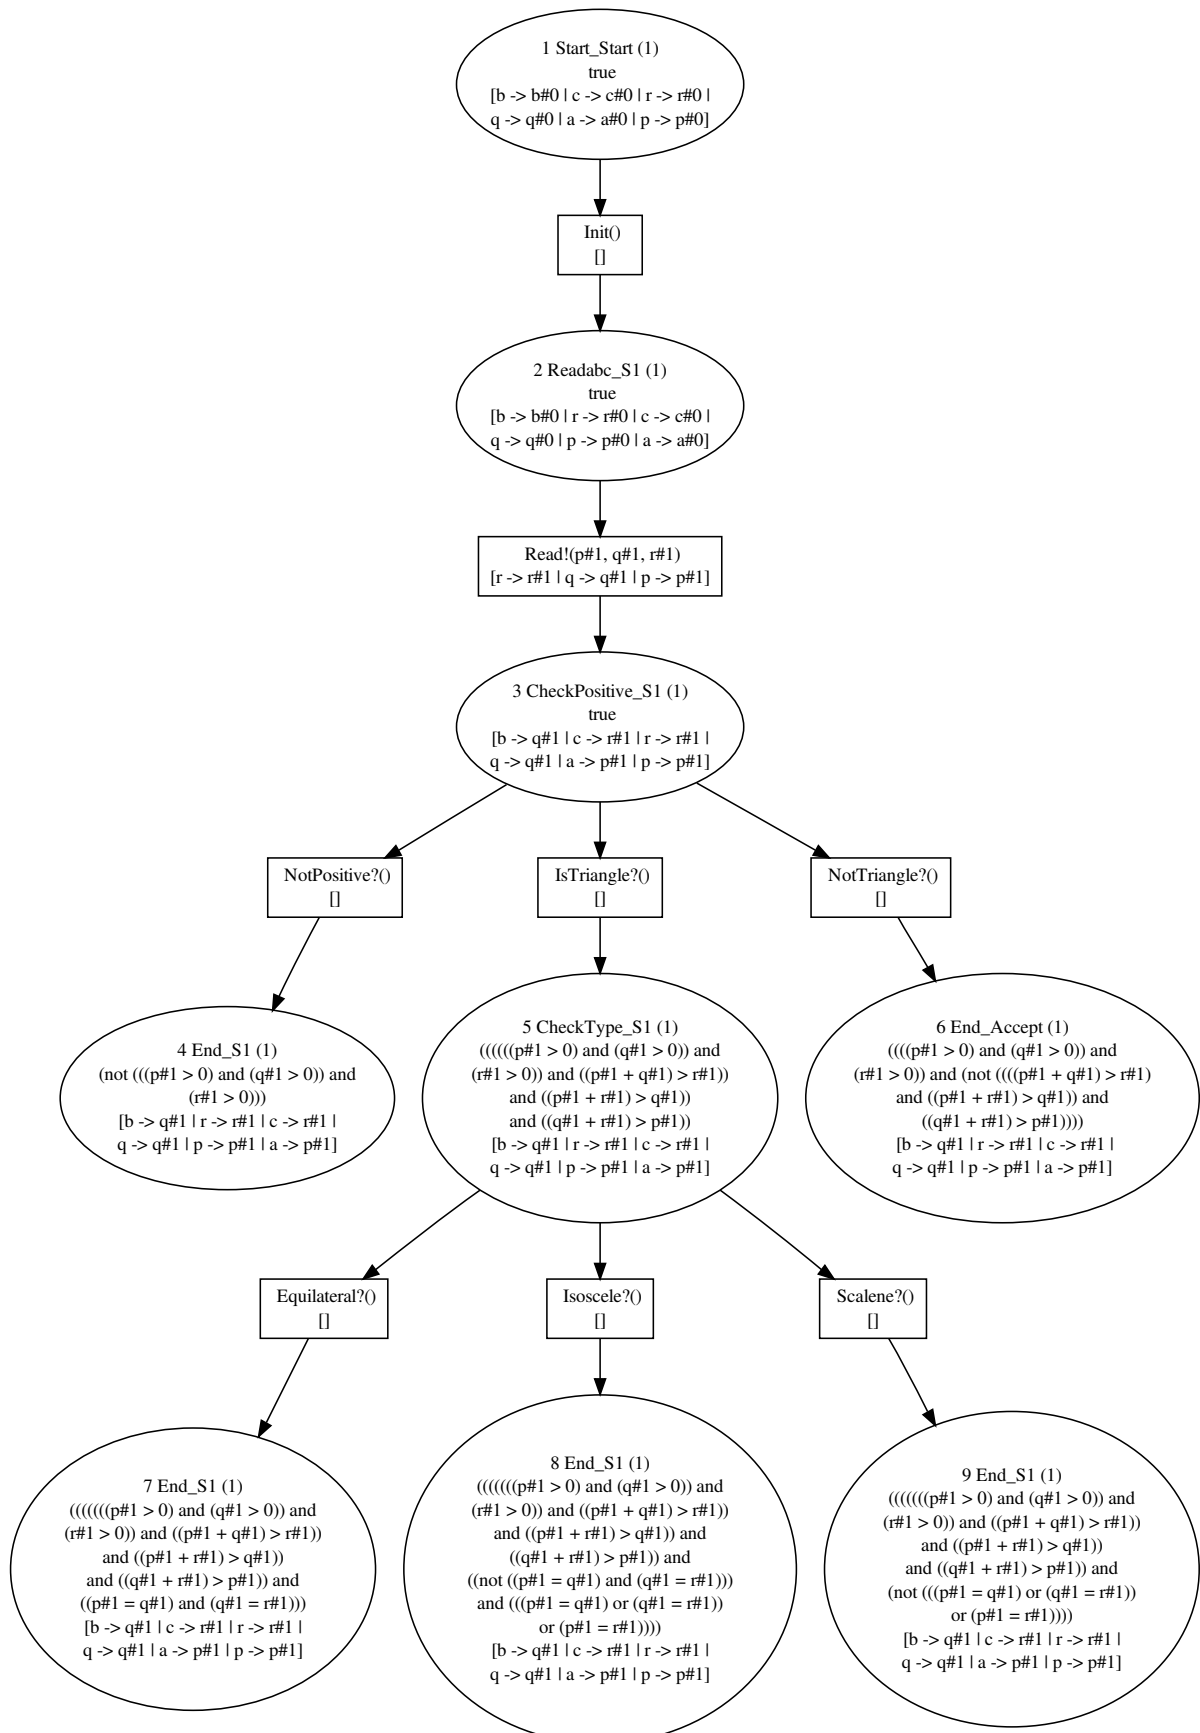 1 Start_Start (1)
true
[b -> b#0 | c -> c#0 | r -> r#0 |
q -> q#0 | a -> a#0 | p -> p#0]
Init()
[]
2 Readabc_S1 (1)
true
[b -> b#0 | r -> r#0 | c -> c#0 |
q -> q#0 | p -> p#0 | a -> a#0]
Read!(p#1, q#1, r#1)
[r -> r#1 | q -> q#1 | p -> p#1]
3 CheckPositive_S1 (1)
true
[b -> q#1 | c -> r#1 | r -> r#1 |
q -> q#1 | a -> p#1 | p -> p#1]
NotPositive?()
[]
IsTriangle?()
[]
NotTriangle?()
[]
4 End_S1 (1)
(not (((p#1 > 0) and (q#1 > 0)) and
(r#1 > 0)))
[b -> q#1 | r -> r#1 | c -> r#1 |
q -> q#1 | p -> p#1 | a -> p#1]
5 CheckType_S1 (1)
((((((p#1 > 0) and (q#1 > 0)) and
(r#1 > 0)) and ((p#1 + q#1) > r#1))
and ((p#1 + r#1) > q#1))
and ((q#1 + r#1) > p#1))
[b -> q#1 | r -> r#1 | c -> r#1 |
q -> q#1 | p -> p#1 | a -> p#1]
6 End_Accept (1)
((((p#1 > 0) and (q#1 > 0)) and
(r#1 > 0)) and (not ((((p#1 + q#1) > r#1)
and ((p#1 + r#1) > q#1)) and
((q#1 + r#1) > p#1))))
[b -> q#1 | r -> r#1 | c -> r#1 |
q -> q#1 | p -> p#1 | a -> p#1]
Equilateral?()
[]
Isoscele?()
[]
Scalene?()
[]
7 End_S1 (1)
(((((((p#1 > 0) and (q#1 > 0)) and
(r#1 > 0)) and ((p#1 + q#1) > r#1))
and ((p#1 + r#1) > q#1))
and ((q#1 + r#1) > p#1)) and
((p#1 = q#1) and (q#1 = r#1)))
[b -> q#1 | c -> r#1 | r -> r#1 |
q -> q#1 | a -> p#1 | p -> p#1]
8 End_S1 (1)
(((((((p#1 > 0) and (q#1 > 0)) and
(r#1 > 0)) and ((p#1 + q#1) > r#1))
and ((p#1 + r#1) > q#1)) and
((q#1 + r#1) > p#1)) and
((not ((p#1 = q#1) and (q#1 = r#1)))
and (((p#1 = q#1) or (q#1 = r#1))
or (p#1 = r#1))))
[b -> q#1 | c -> r#1 | r -> r#1 |
q -> q#1 | a -> p#1 | p -> p#1]
9 End_S1 (1)
(((((((p#1 > 0) and (q#1 > 0)) and
(r#1 > 0)) and ((p#1 + q#1) > r#1))
and ((p#1 + r#1) > q#1))
and ((q#1 + r#1) > p#1)) and
(not (((p#1 = q#1) or (q#1 = r#1))
or (p#1 = r#1))))
[b -> q#1 | c -> r#1 | r -> r#1 |
q -> q#1 | a -> p#1 | p -> p#1]